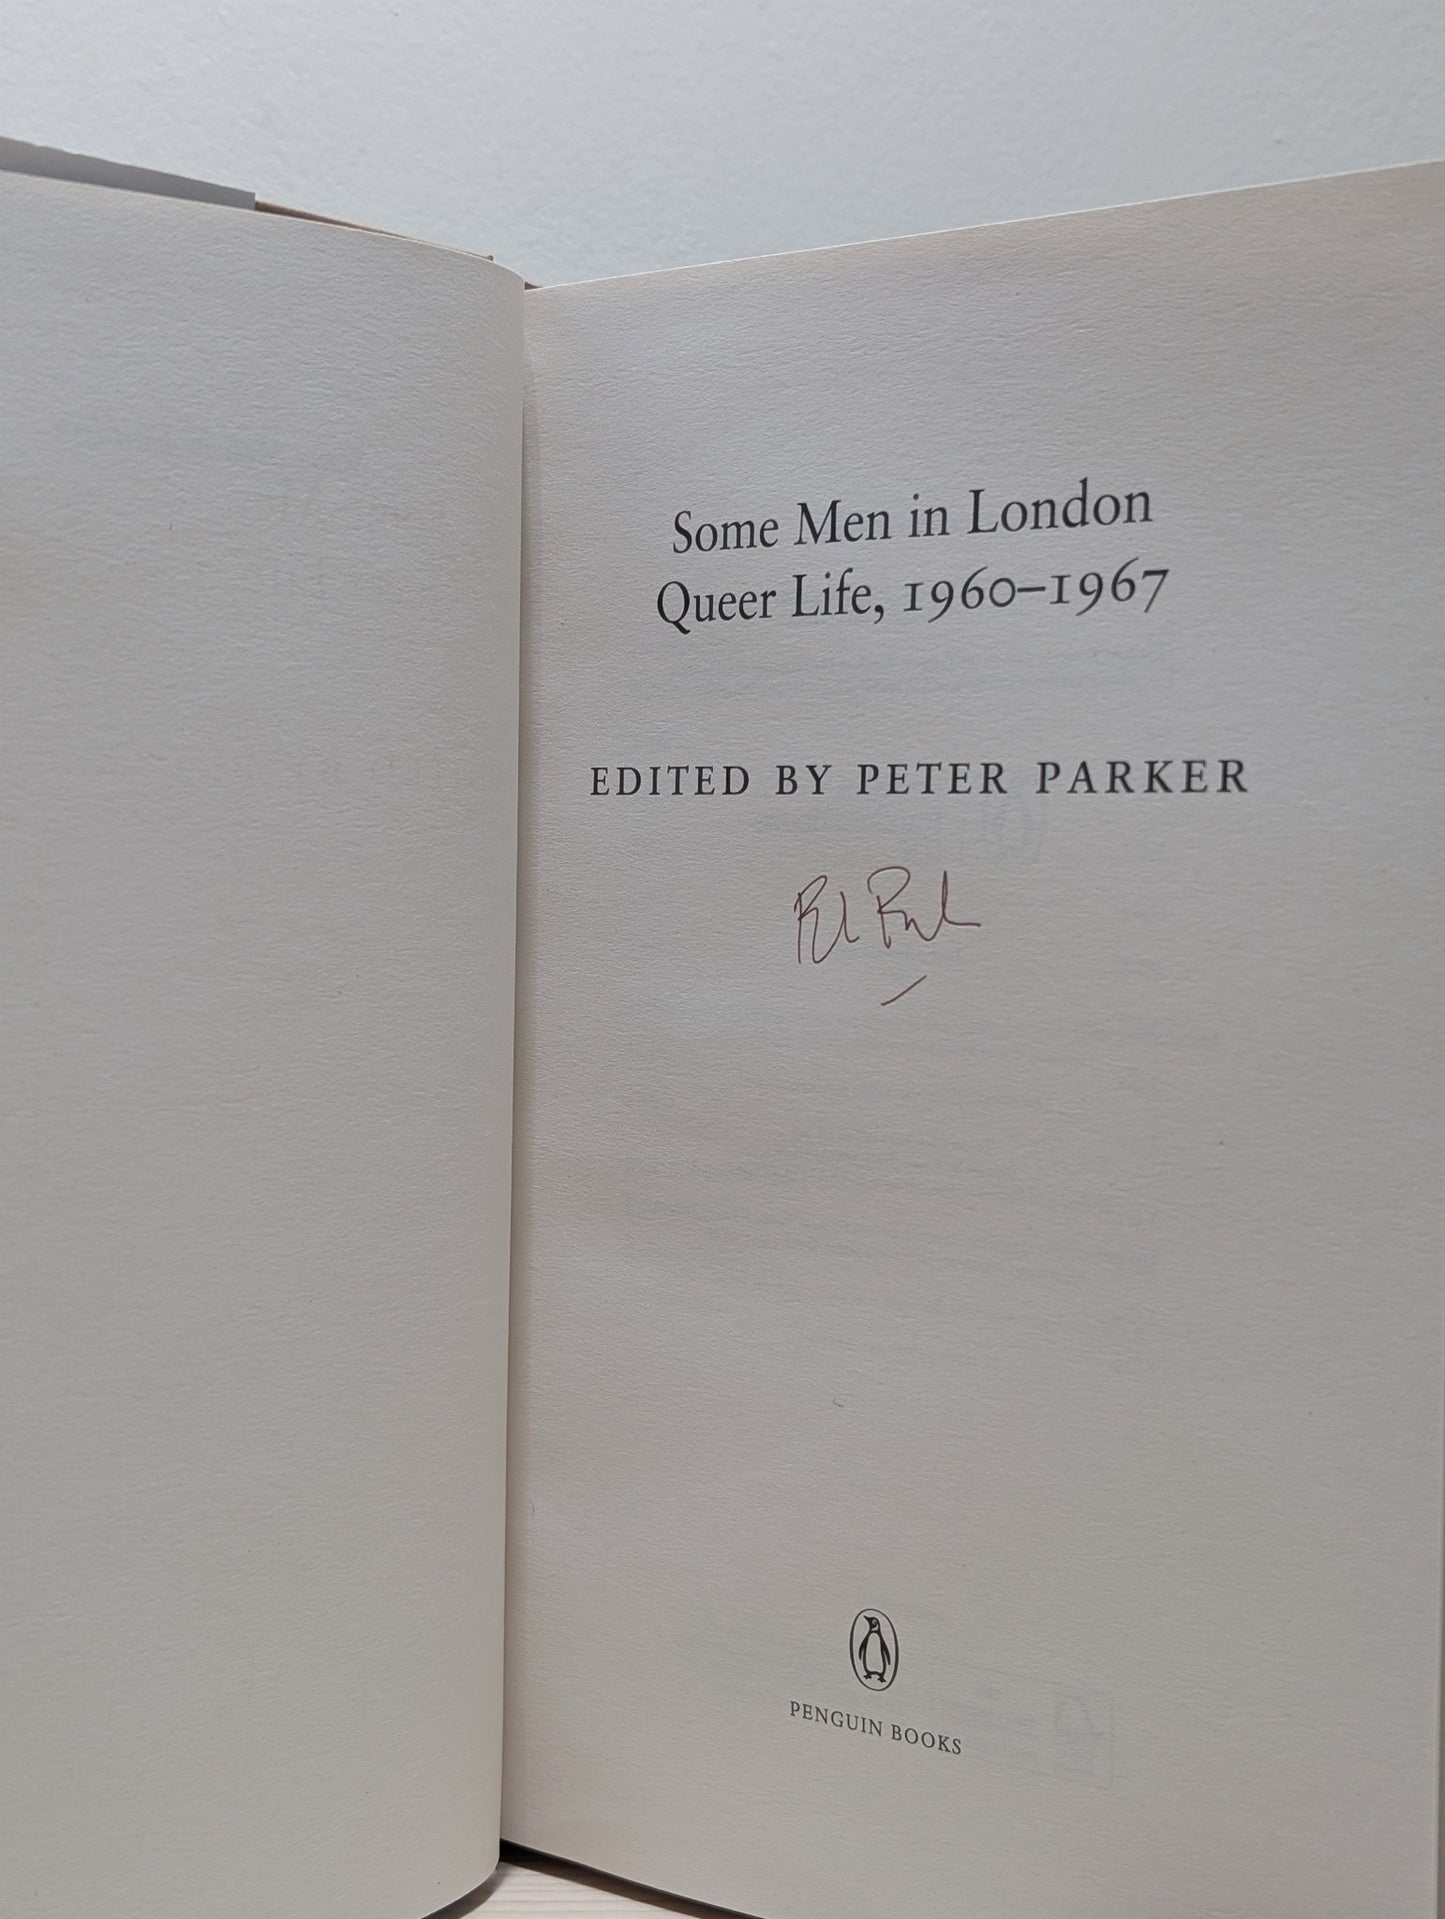 Some Men in London
Queer Life, 1960–1967
EDITED BY PETER PARKER
PENGUIN BOOKS